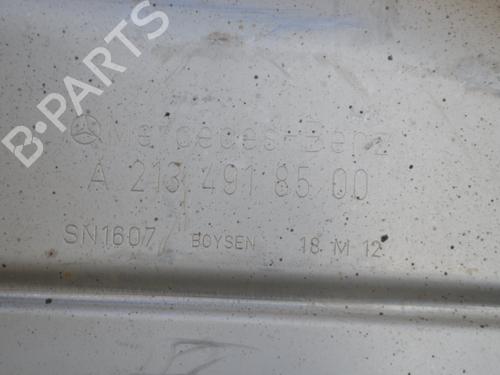 B-PARTS
Mercedes-Benz
A 213 491 85 00
SN1607 BOYSEN 18 M 12